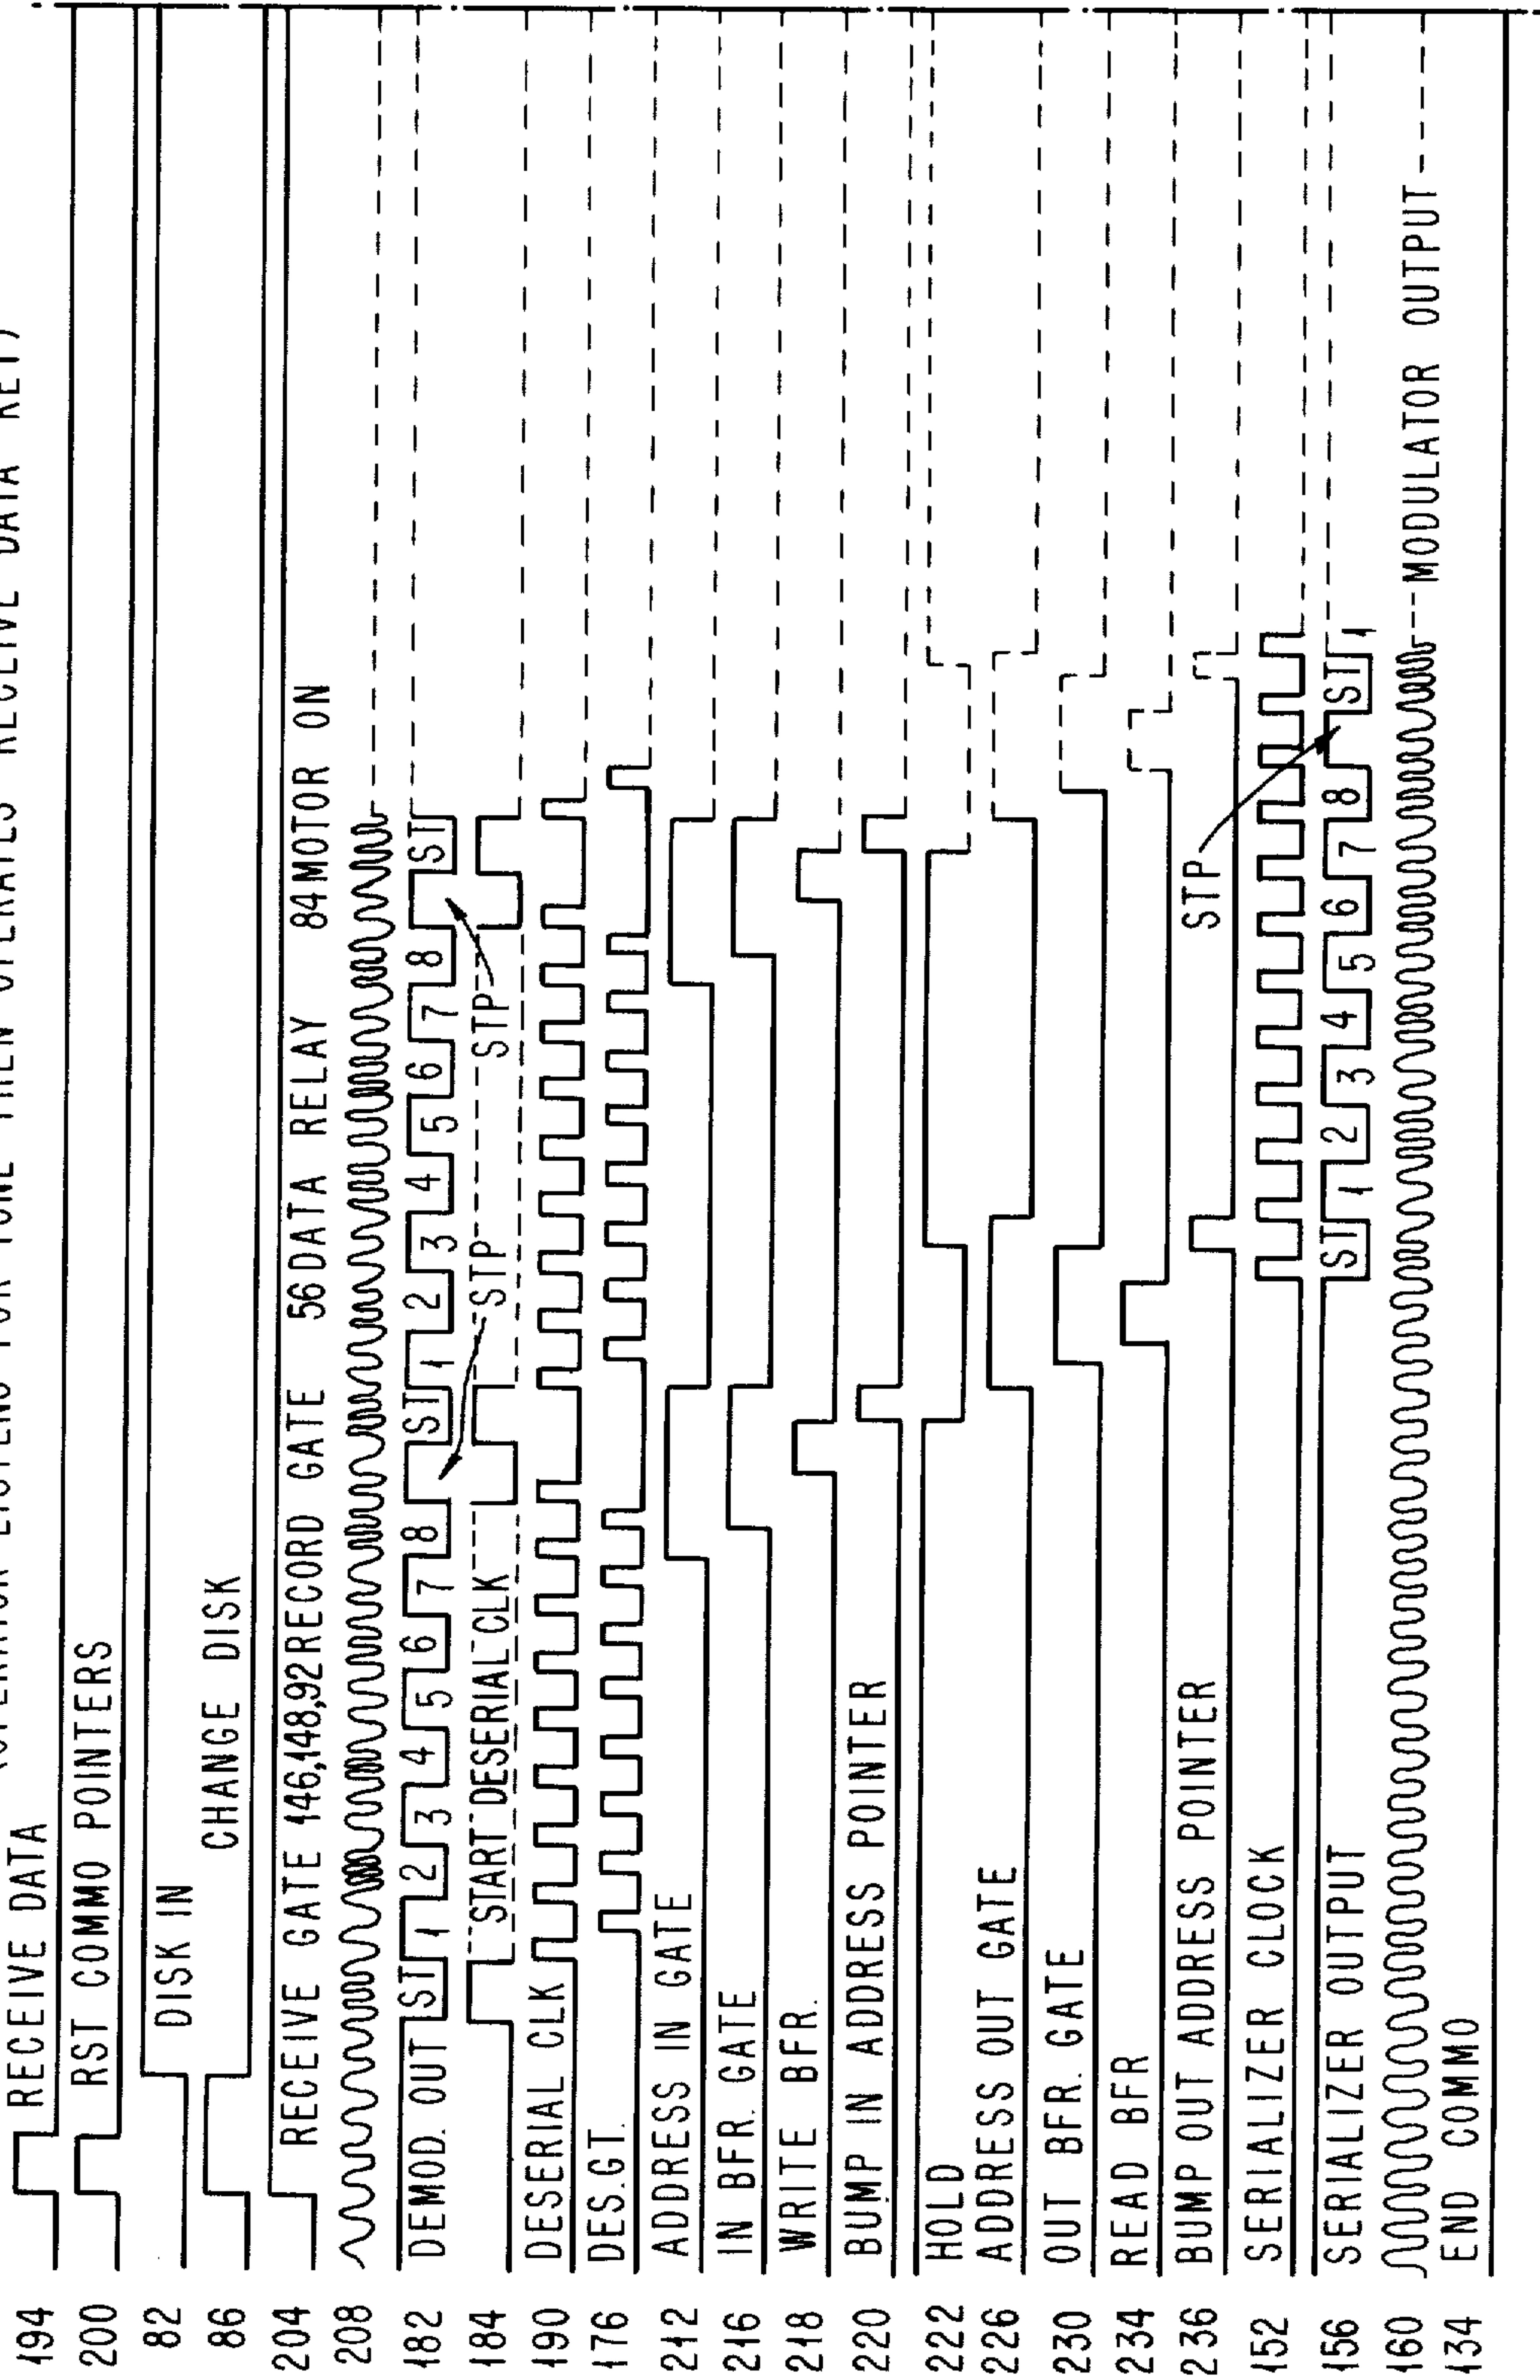 (OPERATOR LISTENS FOR TONE THEN OPERATES RECEIVE DATA KEY)
194 RECEIVE DATA
200 RST COMMO POINTERS
82 DISK IN
86 CHANGE DISK
204 RECEIVE GATE 146,148,92 RECORD GATE 56 DATA RELAY 84 MOTOR ON
208
182 DEMOD. OUT ST 1 2 3 4 5 6 7 8 ST 1 2 3 4 5 6 7 8 ST
184 START DESERIAL CLK STP STP
190 DESERIAL CLK
176 DES.GT.
212 ADDRESS IN GATE
216 IN BFR. GATE
218 WRITE BFR.
220 BUMP IN ADDRESS POINTER
222 HOLD
226 ADDRESS OUT GATE
230 OUT BFR. GATE
234 READ BFR
236 BUMP OUT ADDRESS POINTER STP
152 SERIALIZER CLOCK
156 SERIALIZER OUTPUT ST 1 2 3 4 5 6 7 8 ST 1
160 MODULATOR OUTPUT
134 END COMMO